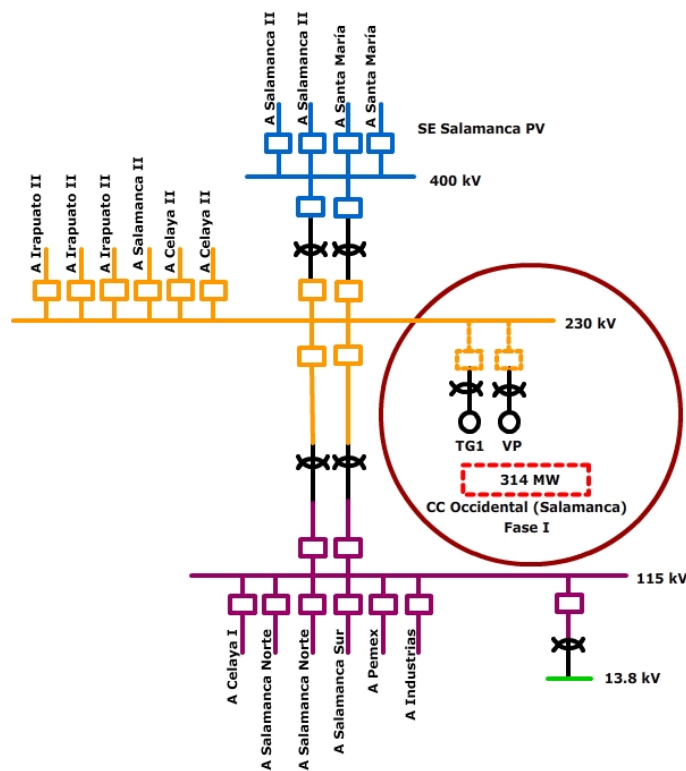 A Salamanca II
A Salamanca II
A Santa María
A Santa María
SE Salamanca PV
400 kV
A Irapuato II
A Irapuato II
A Irapuato II
A Salamanca II
A Celaya II
A Celaya II
230 kV
TG1
VP
314 MW
CC Occidental (Salamanca)
Fase I
115 kV
A Celaya I
A Salamanca Norte
A Salamanca Norte
A Salamanca Sur
A Pemex
A Industrias
13.8 kV